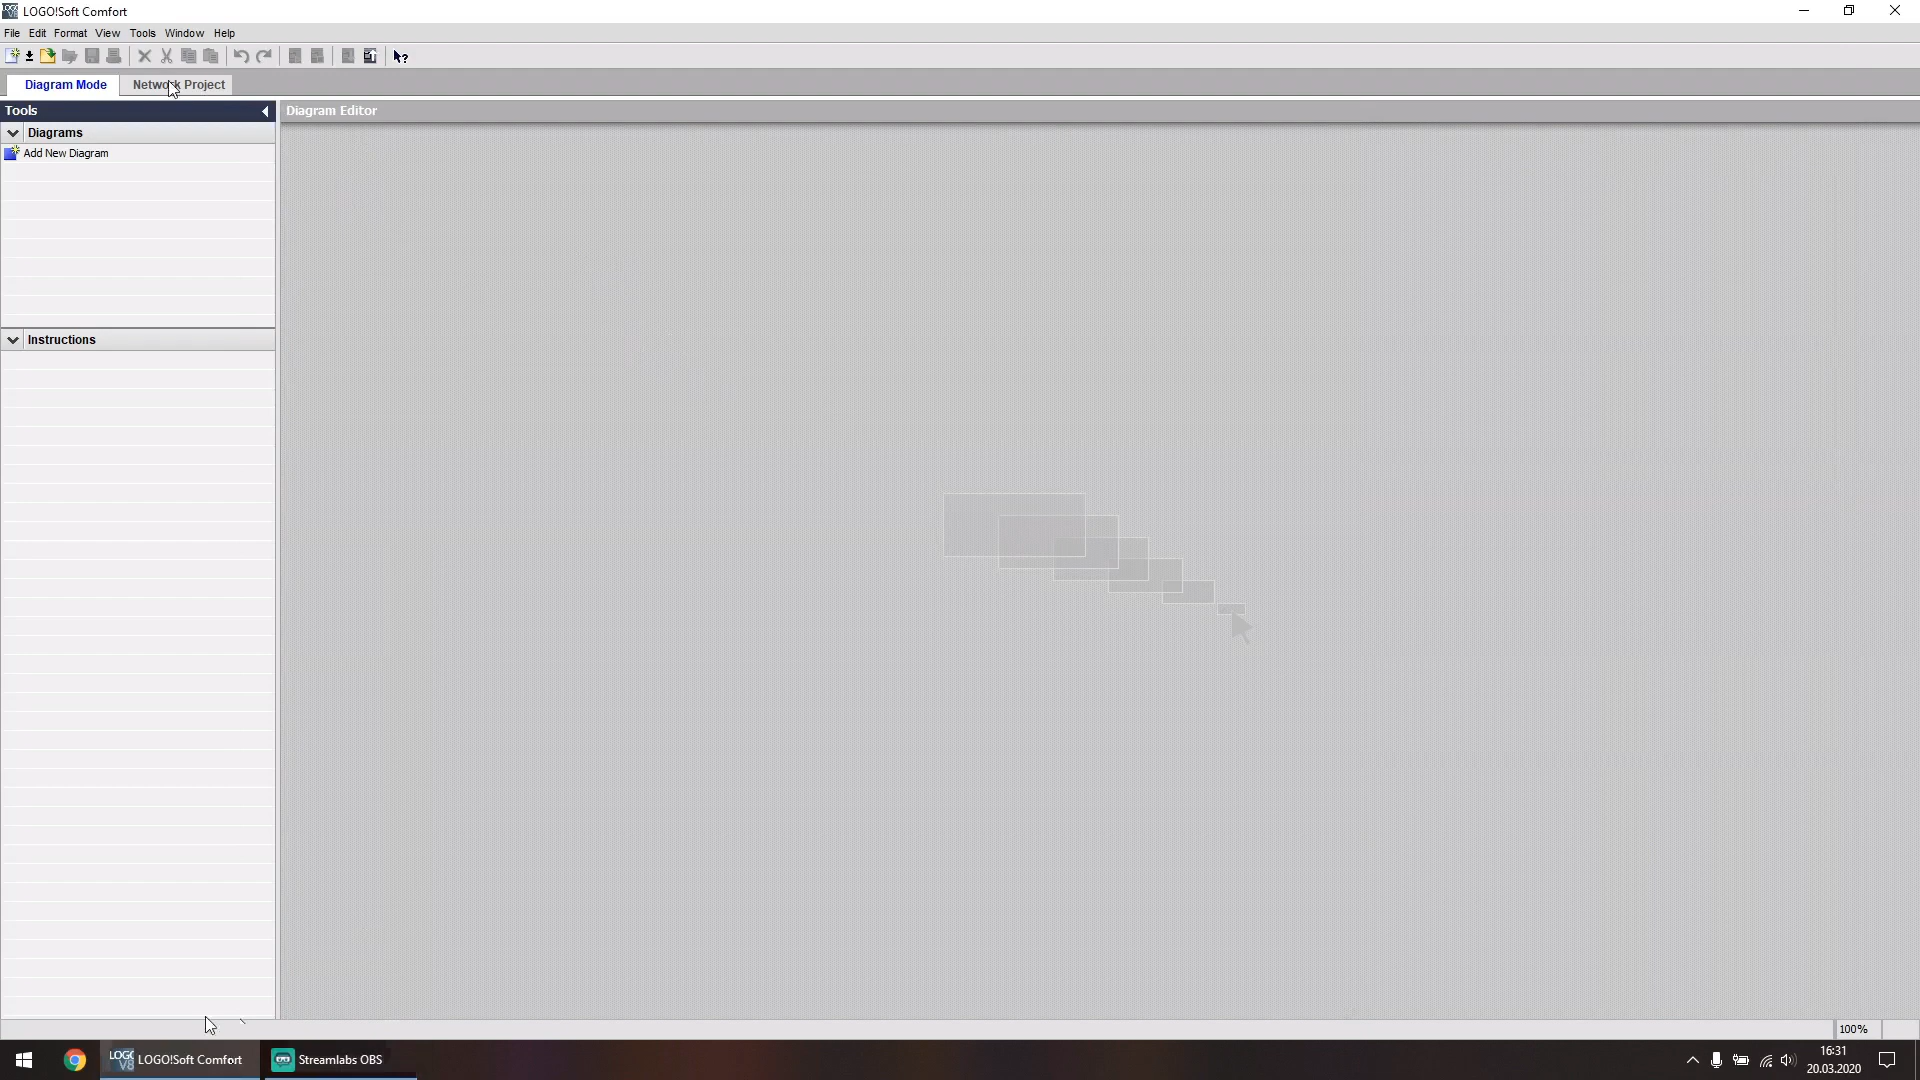 LOGO!Soft Comfort
File Edit Format View Tools Window Help
Diagram Mode Network Project
Tools
Diagram Editor
Diagrams
Add New Diagram
Instructions
100%
LOGO!Soft Comfort
Streamlabs OBS
16:31
20.03.2020